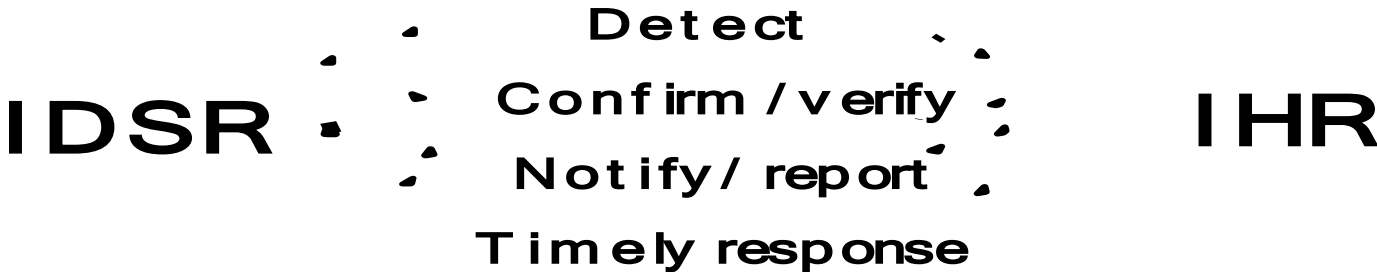 Detect
Confirm / verify
IDSR
IHR
Notify/ report
Timely response